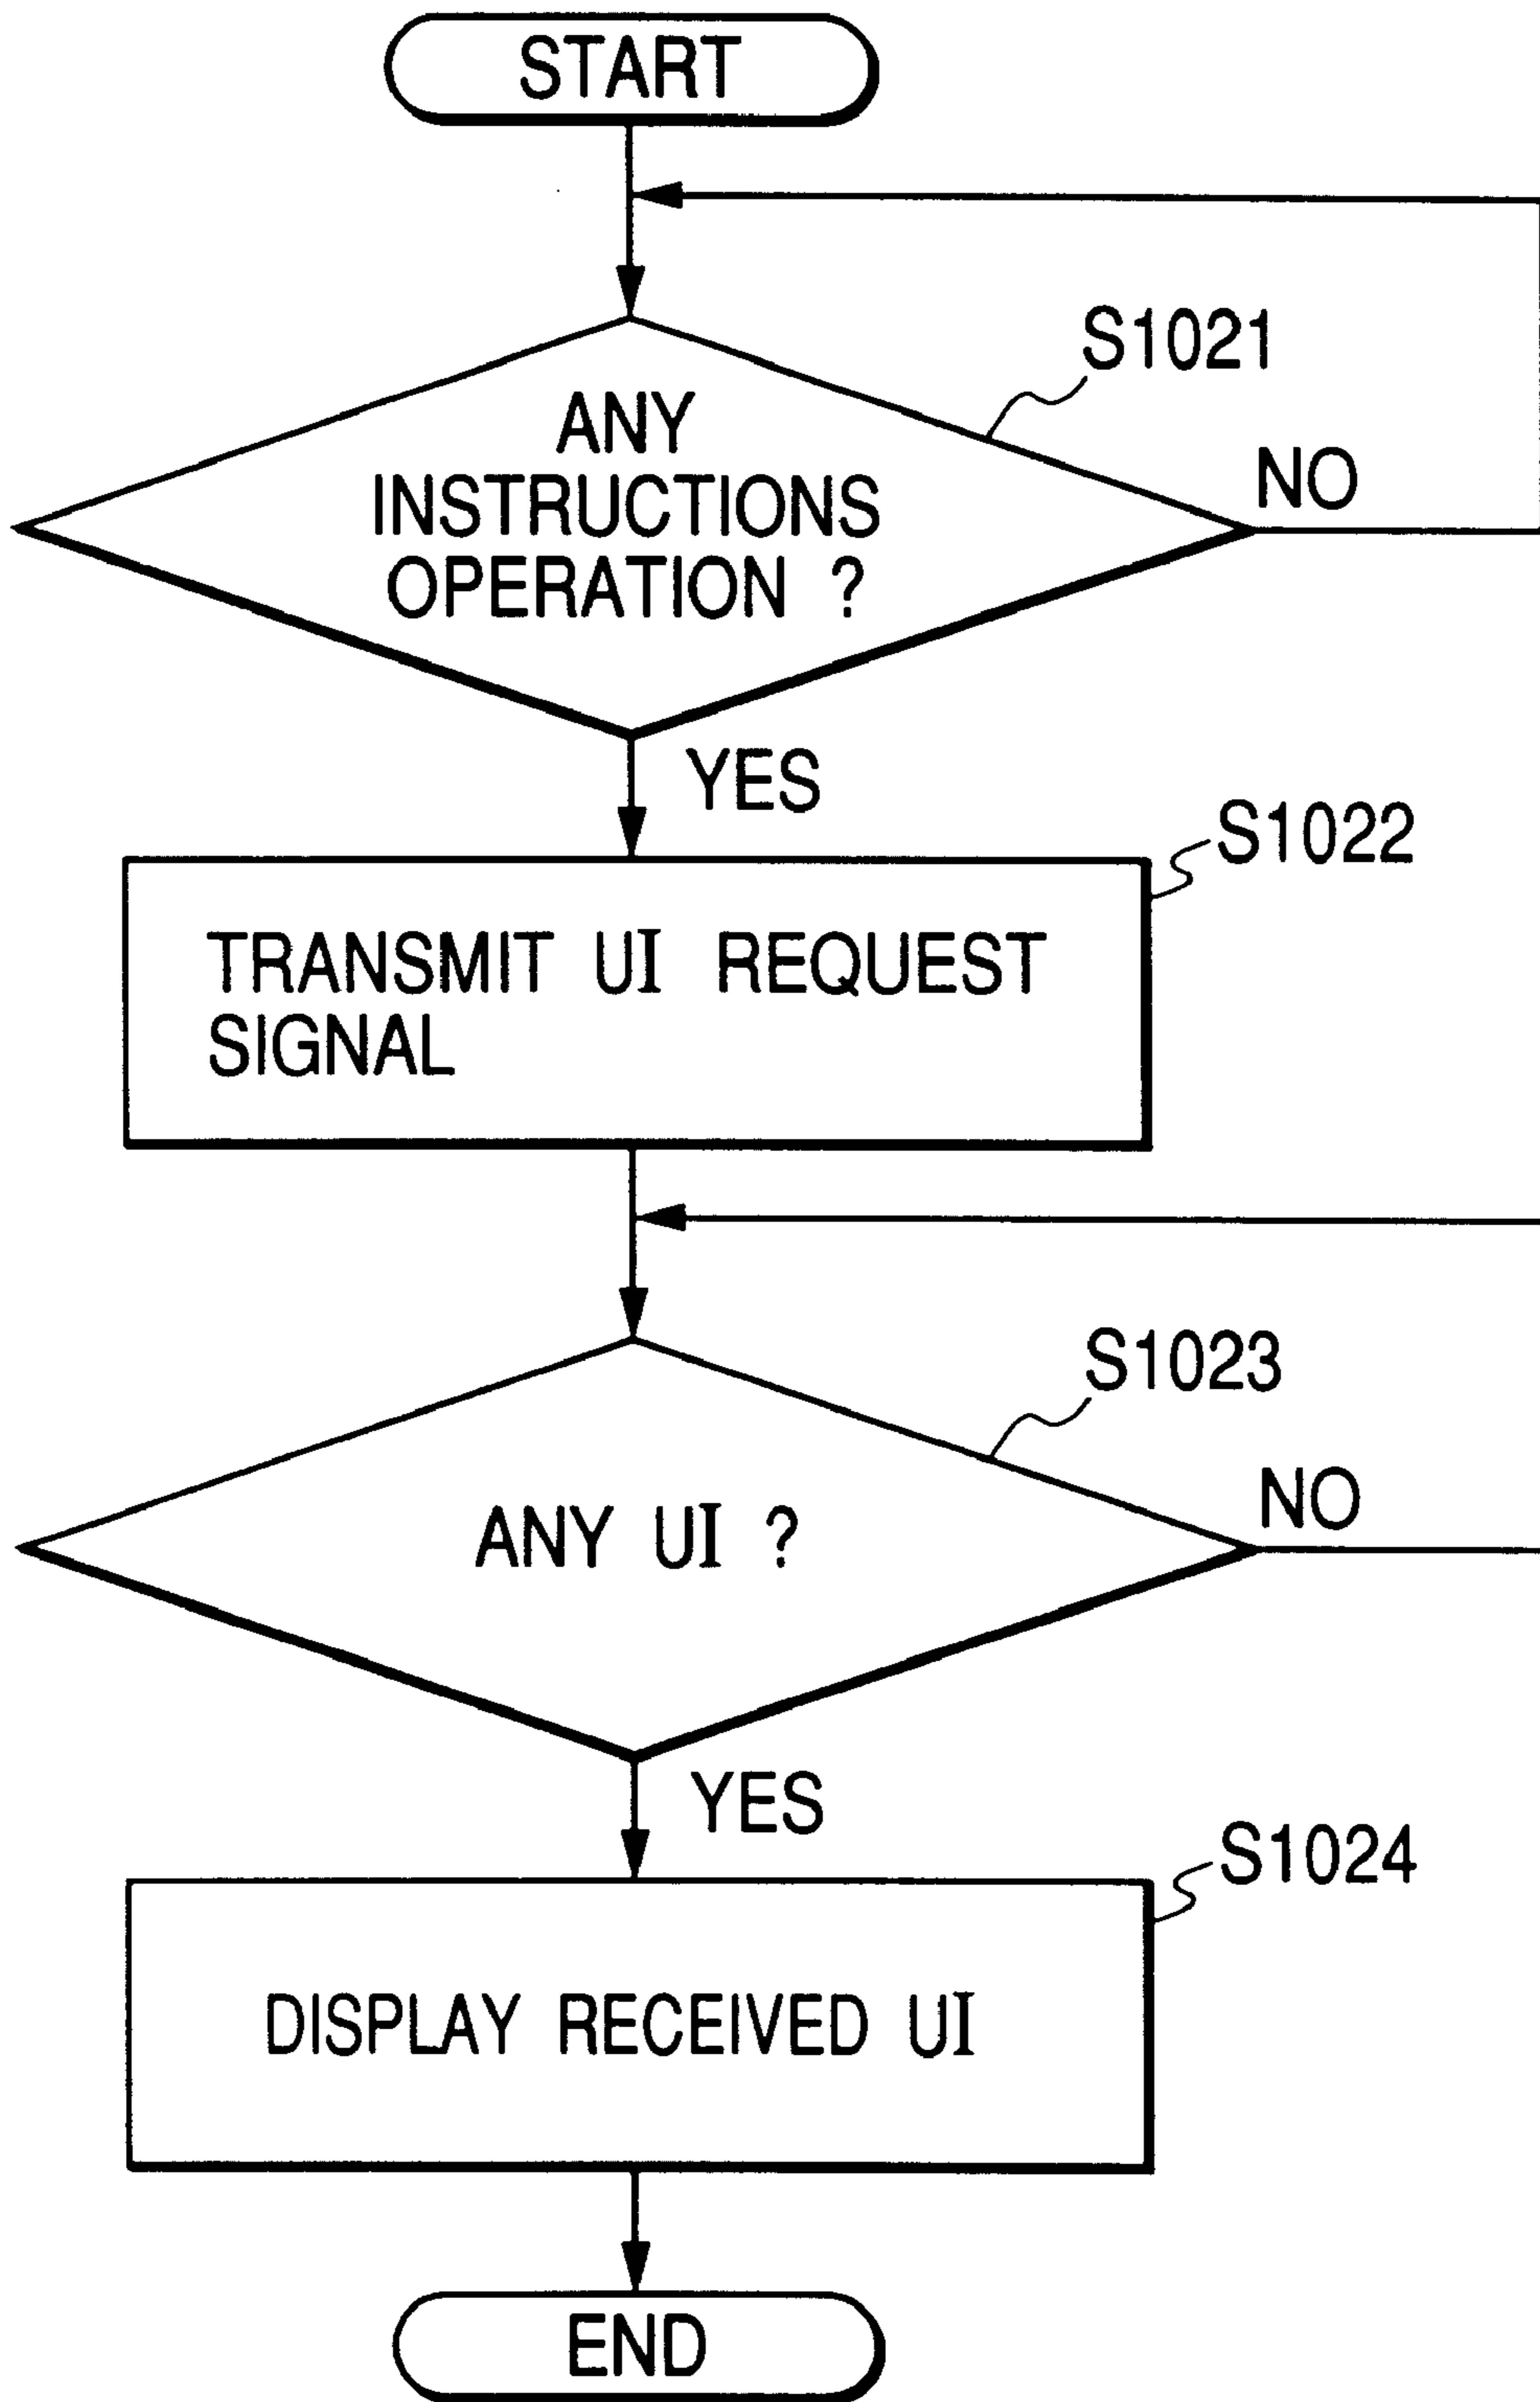 START
S1021
ANY
INSTRUCTIONS
OPERATION ?
NO
YES
S1022
TRANSMIT UI REQUEST
SIGNAL
S1023
ANY UI ?
NO
YES
S1024
DISPLAY RECEIVED UI
END